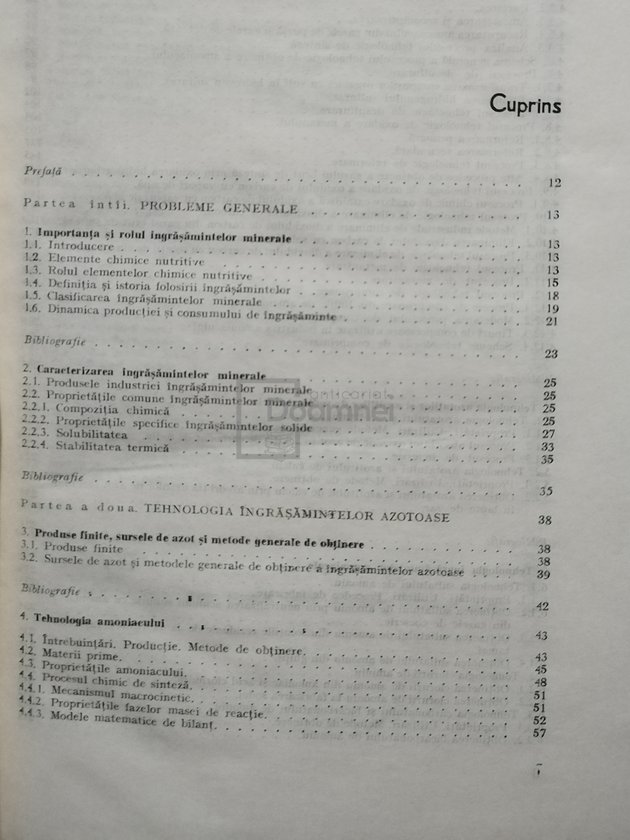 Cuprins
Prefață 12
Partea întîi. PROBLEME GENERALE 13
1. Importanța și rolul îngrășămintelor minerale 13
1.1. Introducere 13
1.2. Elemente chimice nutritive 13
1.3. Rolul elementelor chimice nutritive 13
1.4. Definiția și istoria folosirii îngrășămintelor 15
1.5. Clasificarea îngrășămintelor minerale 18
1.6. Dinamica producției și consumului de îngrășăminte 19
21
Bibliografie 23
2. Caracterizarea îngrășămintelor minerale 25
2.1. Produsele industriei îngrășămintelor minerale 25
2.2. Proprietățile comune îngrășămintelor minerale 25
2.2.1. Compoziția chimică 25
2.2.2. Proprietățile specifice îngrășămintelor solide 27
2.2.3. Solubilitatea 33
2.2.4. Stabilitatea termică 35
anticariat
Doamnei
Bibliografie 35
Partea a doua. TEHNOLOGIA ÎNGRĂȘĂMINTELOR AZOTOASE 38
3. Produse finite, sursele de azot și metode generale de obținere 38
3.1. Produse finite 38
3.2. Sursele de azot și metodele generale de obținere a îngrășămintelor azotoase 39
Bibliografie 42
4. Tehnologia amoniacului 43
4.1. Întrebuințări. Producție. Metode de obținere. 43
4.2. Materii prime. 45
4.3. Proprietățile amoniacului. 48
4.4. Procesul chimic de sinteză. 51
4.4.1. Mecanismul macrocinetic. 51
4.4.2. Proprietățile fazelor masei de reacție. 52
4.4.3. Modele matematice de bilanț. 57